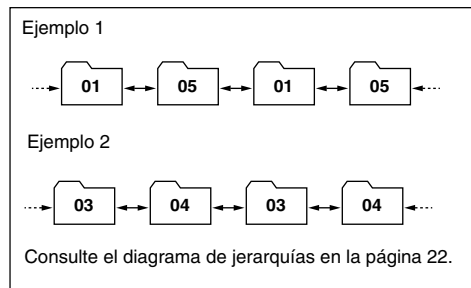 Ejemplo 1
01 05 01 05
Ejemplo 2
03 04 03 04
Consulte el diagrama de jerarquías en la página 22.